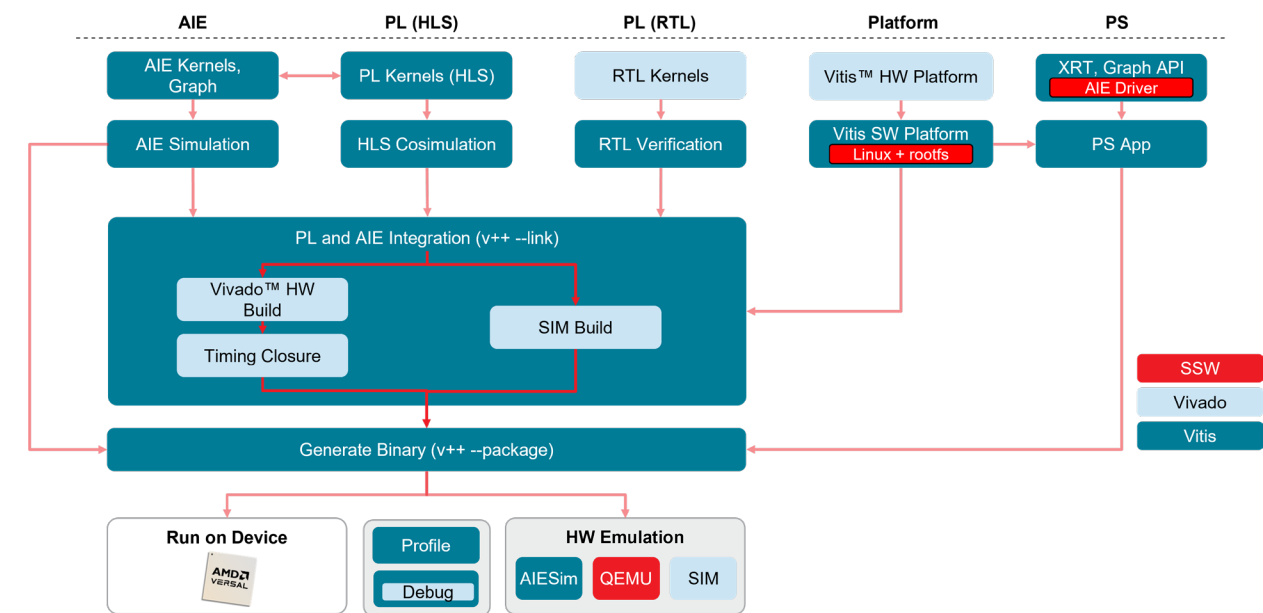 AIE
PL (HLS)
PL (RTL)
Platform
PS
AIE Kernels,
Graph
PL Kernels (HLS)
RTL Kernels
Vitis™ HW Platform
XRT, Graph API
AIE Driver
AIE Simulation
HLS Cosimulation
RTL Verification
Vitis SW Platform
Linux + rootfs
PS App
PL and AIE Integration (v++ --link)
Vivado™ HW
Build
SIM Build
Timing Closure
SSW
Vivado
Vitis
Generate Binary (v++ --package)
Run on Device
AMD
VERSAL
Profile
Debug
HW Emulation
AIESim
QEMU
SIM